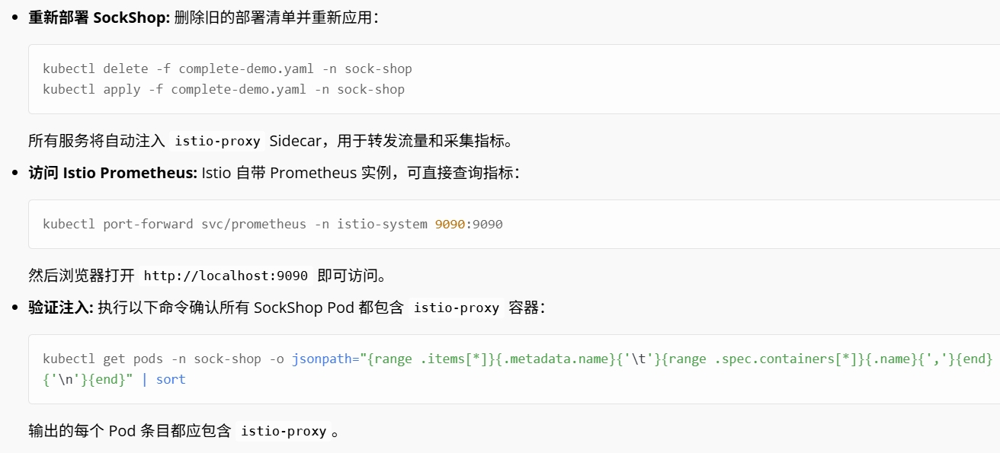 • 重新部署 SockShop: 删除旧的部署清单并重新应用：
kubectl delete -f complete-demo.yaml -n sock-shop
kubectl apply -f complete-demo.yaml -n sock-shop
所有服务将自动注入 istio-proxy Sidecar，用于转发流量和采集指标。
• 访问 Istio Prometheus: Istio 自带 Prometheus 实例，可直接查询指标：
kubectl port-forward svc/prometheus -n istio-system 9090:9090
然后浏览器打开 http://localhost:9090 即可访问。
• 验证注入: 执行以下命令确认所有 SockShop Pod 都包含 istio-proxy 容器：
kubectl get pods -n sock-shop -o jsonpath="{range .items[*]}{.metadata.name}{'\t'}{range .spec.containers[*]}{.name}{','}{end}
{'\n'}{end}" | sort
输出的每个 Pod 条目都应包含 istio-proxy。